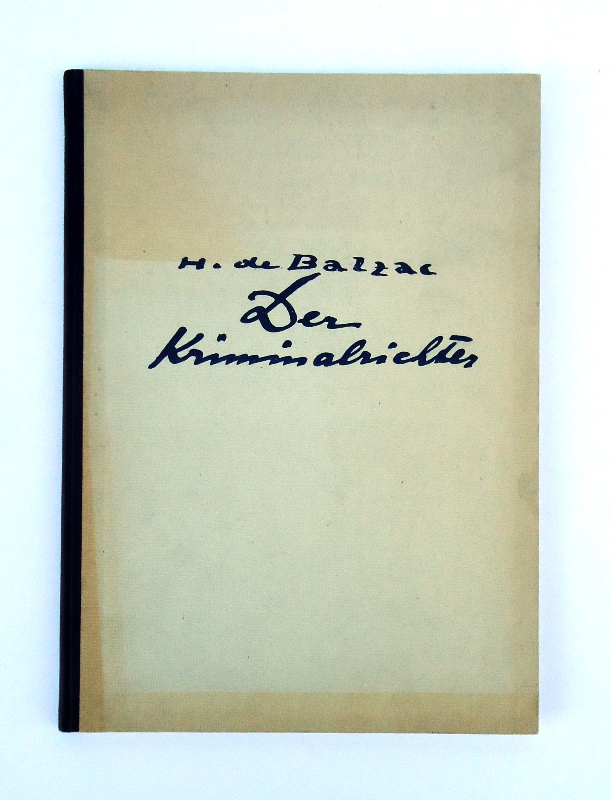 H. de Balzac
Der
Kriminalrichter